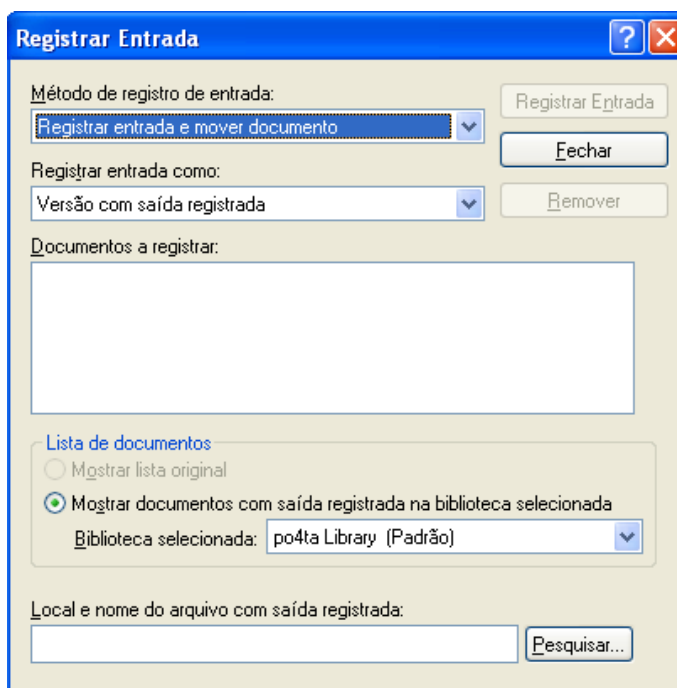 Registrar Entrada
Método de registro de entrada:
Registrar entrada e mover documento
Registrar Entrada
Fechar
Registrar entrada como:
Versão com saída registrada
Remover
Documentos a registrar:
Lista de documentos
Mostrar lista original
Mostrar documentos com saída registrada na biblioteca selecionada
Biblioteca selecionada: po4ta Library (Padrão)
Local e nome do arquivo com saída registrada:
Pesquisar...